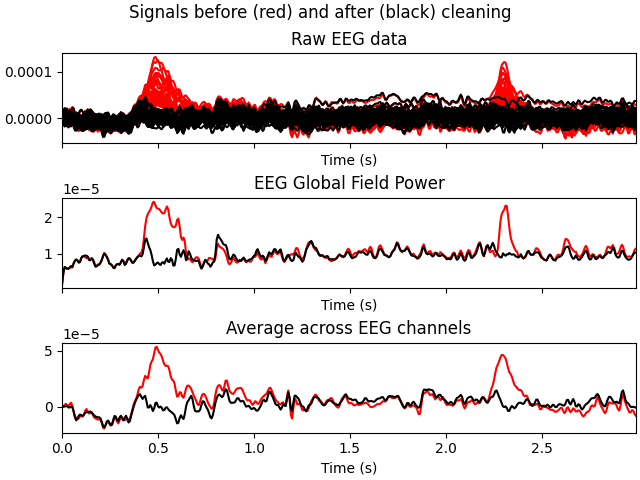 Signals before (red) and after (black) cleaning
Raw EEG data
0.0001
0.0000
Time (s)
EEG Global Field Power
1e−5
2
1
Time (s)
Average across EEG channels
1e−5
5
0
0.0 0.5 1.0 1.5 2.0 2.5
Time (s)